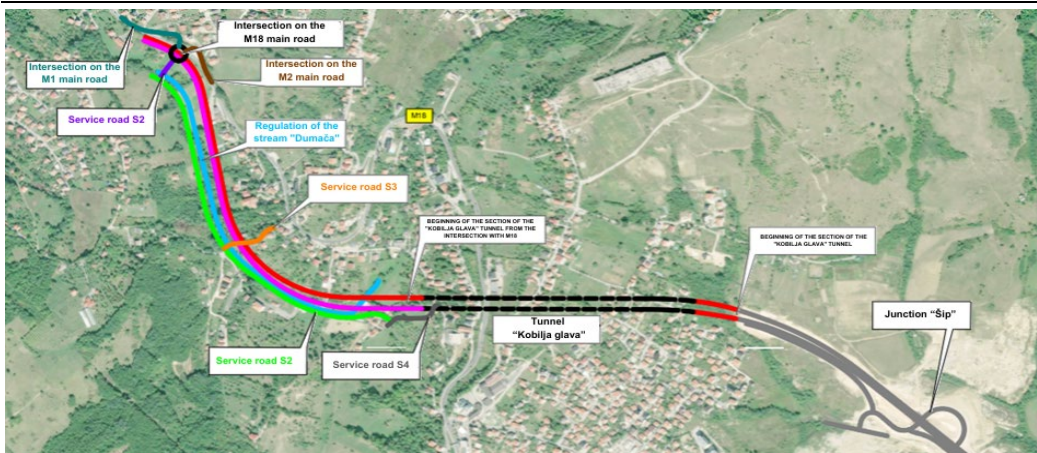 Intersection on the
M18 main road
Intersection on the
M1 main road
Intersection on the
M2 main road
Service road S2
M18
Regulation of the
stream "Dumača"
Service road S3
BEGINNING OF THE SECTION OF THE
"KOBILJA GLAVA" TUNNEL FROM THE
INTERSECTION WITH M18
BEGINNING OF THE SECTION OF THE
"KOBILJA GLAVA" TUNNEL
Junction “Šip”
Tunnel
“Kobilja glava”
Service road S2
Service road S4